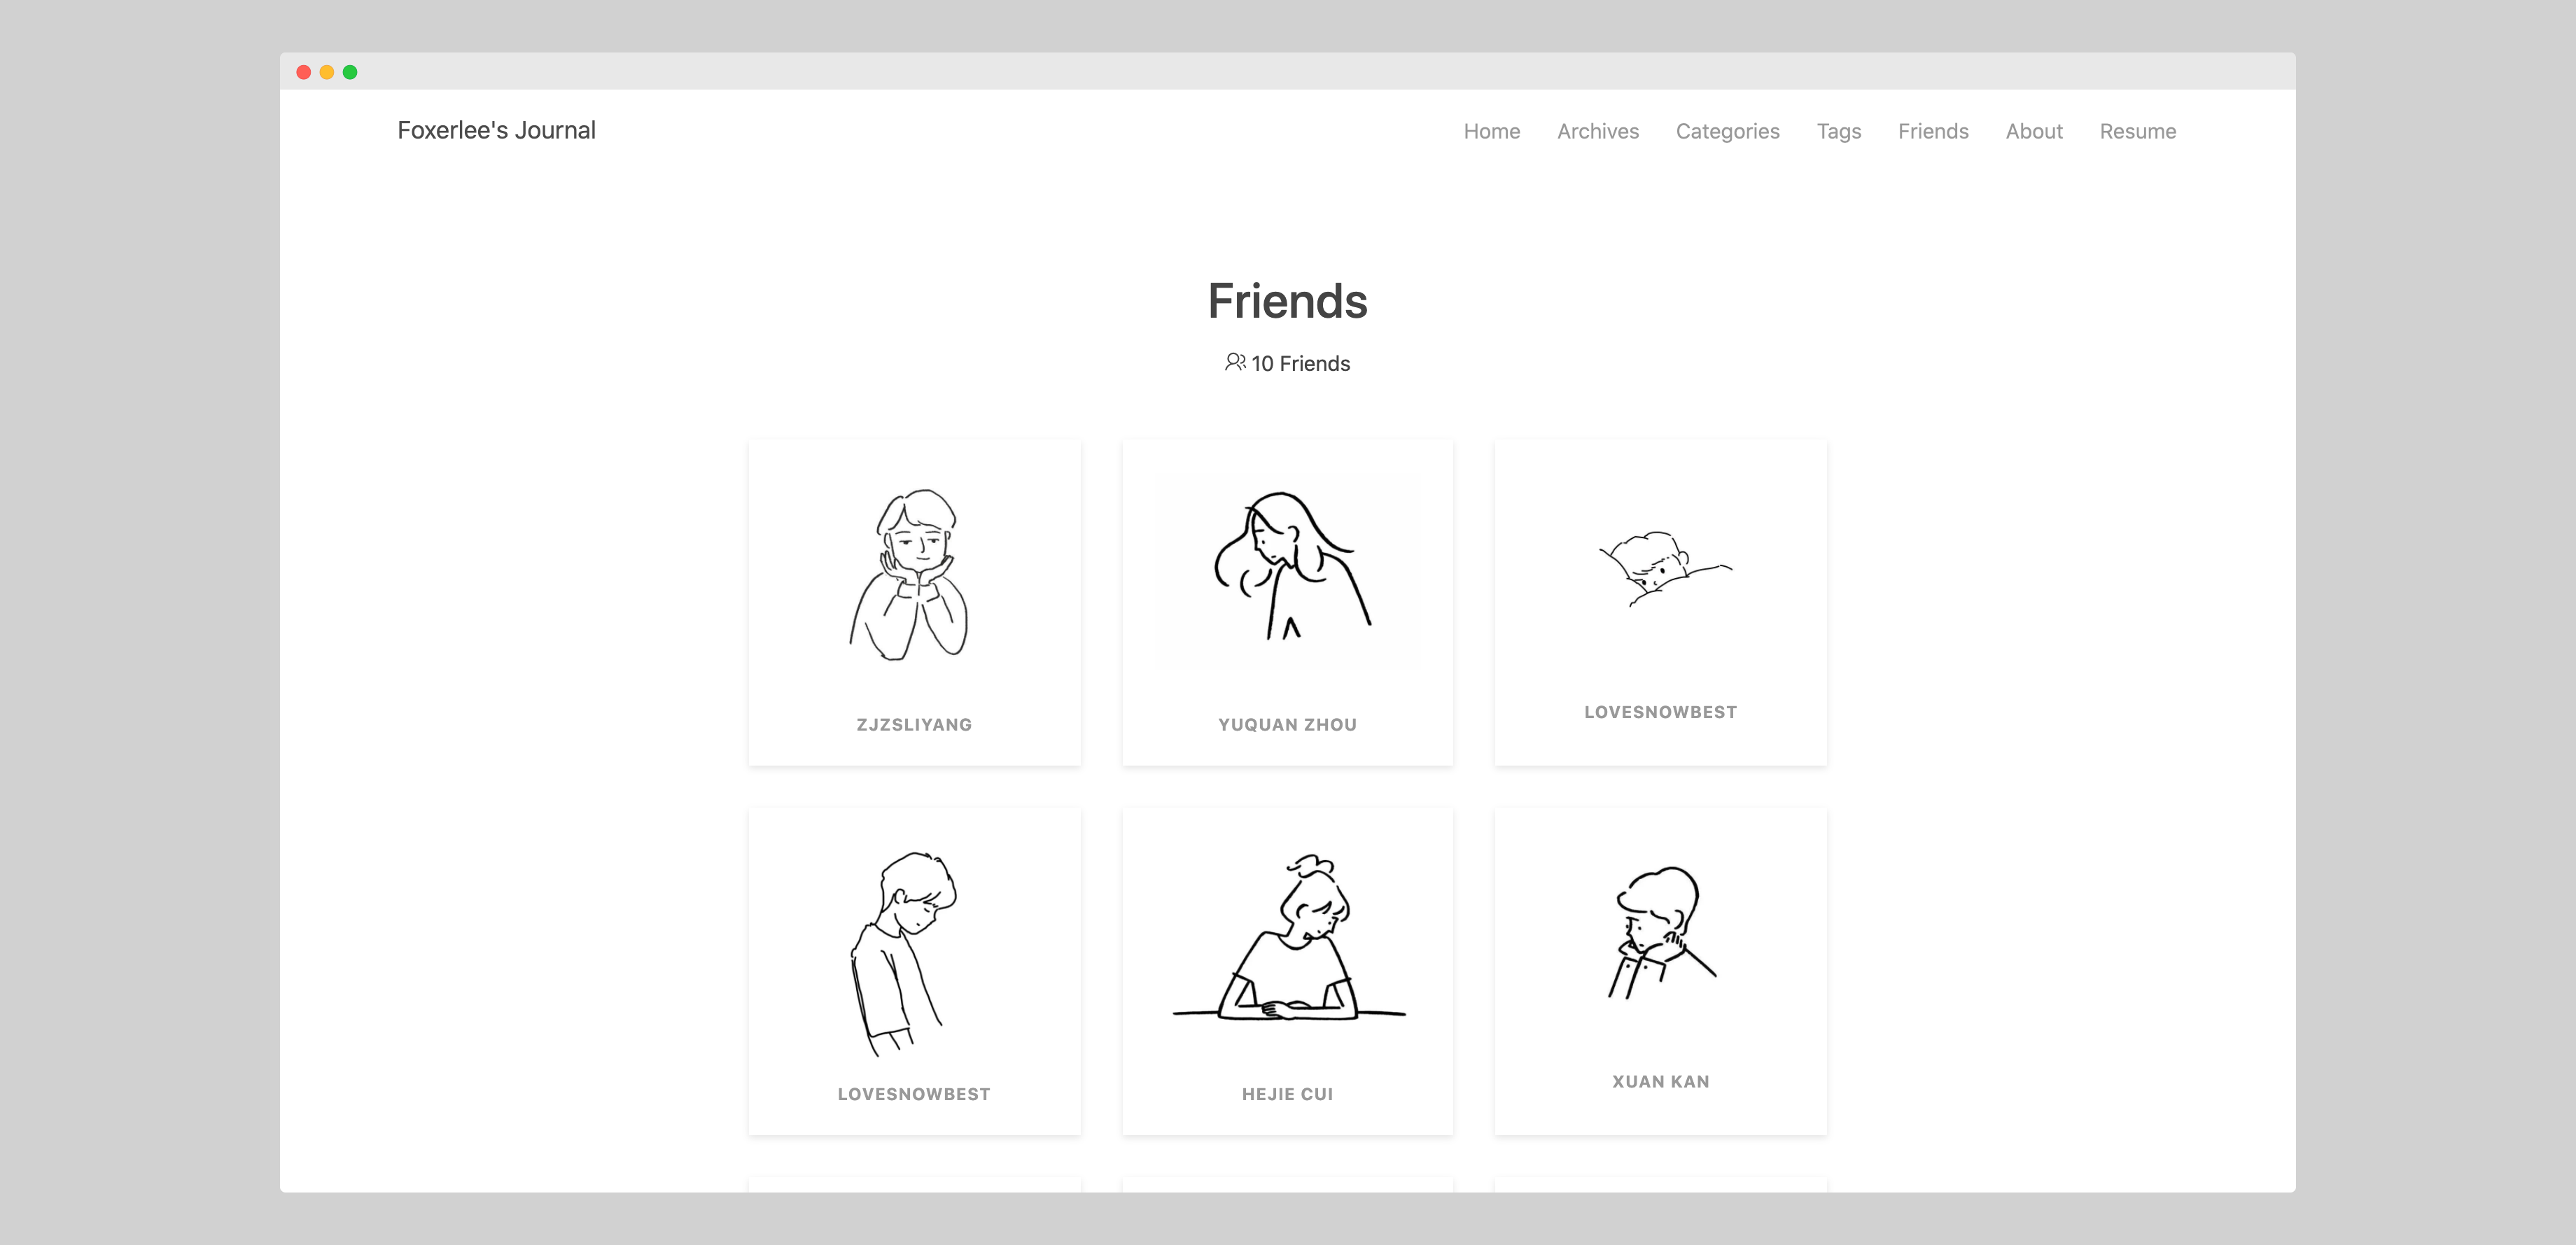 Foxerlee's Journal
Home Archives Categories Tags Friends About Resume
Friends
10 Friends
ZJZSLIYANG
YUQUAN ZHOU
LOVESNOWBEST
LOVESNOWBEST
HEJIE CUI
XUAN KAN